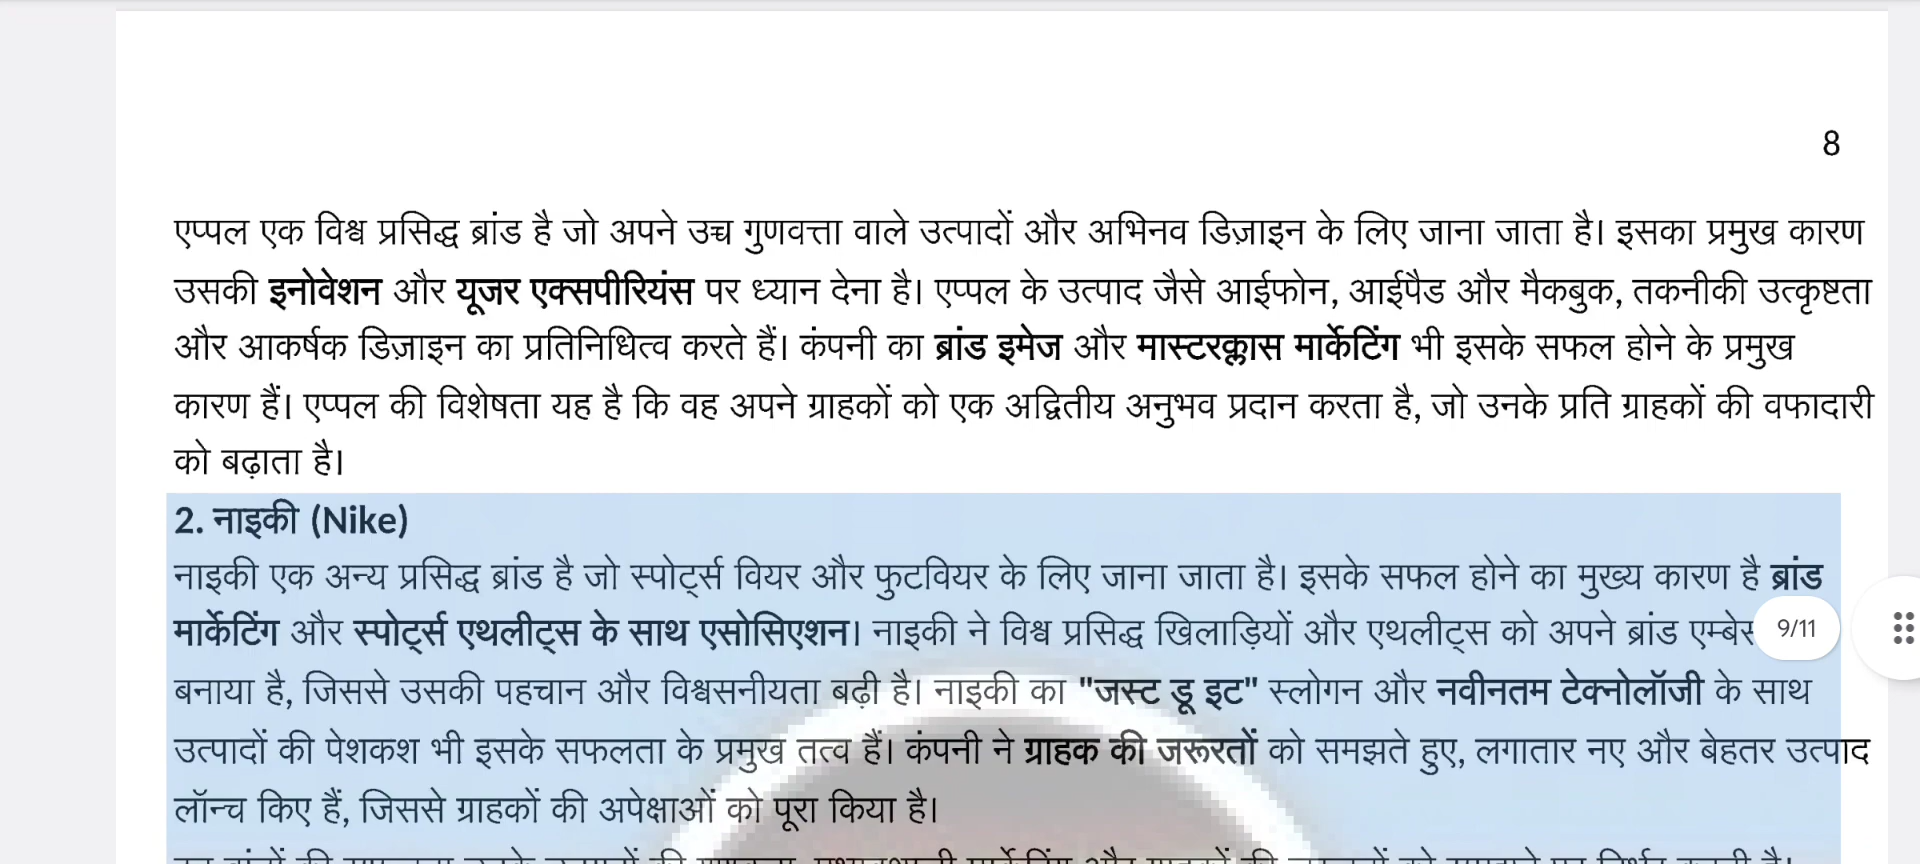 8
एप्पल एक विश्व प्रसिद्ध ब्रांड है जो अपने उच्च गुणवत्ता वाले उत्पादों और अभिनव डिज़ाइन के लिए जाना जाता है। इसका प्रमुख कारण
उसकी इनोवेशन और यूजर एक्सपीरियंस पर ध्यान देना है। एप्पल के उत्पाद जैसे आईफोन, आईपैड और मैकबुक, तकनीकी उत्कृष्टता
और आकर्षक डिज़ाइन का प्रतिनिधित्व करते हैं। कंपनी का ब्रांड इमेज और मास्टरक्लास मार्केटिंग भी इसके सफल होने के प्रमुख
कारण हैं। एप्पल की विशेषता यह है कि वह अपने ग्राहकों को एक अद्वितीय अनुभव प्रदान करता है, जो उनके प्रति ग्राहकों की वफादारी
को बढ़ाता है।
2. नाइकी (Nike)
नाइकी एक अन्य प्रसिद्ध ब्रांड है जो स्पोर्ट्स वियर और फुटवियर के लिए जाना जाता है। इसके सफल होने का मुख्य कारण है ब्रांड
मार्केटिंग और स्पोर्ट्स एथलीट्स के साथ एसोसिएशन। नाइकी ने विश्व प्रसिद्ध खिलाड़ियों और एथलीट्स को अपने ब्रांड
9/11
बनाया है, जिससे उसकी पहचान और विश्वसनीयता बढ़ी है। नाइकी का "जस्ट डू इट" स्लोगन और नवीनतम टेक्नोलॉजी के साथ
उत्पादों की पेशकश भी इसके सफलता के प्रमुख तत्व हैं। कंपनी ने ग्राहक की जरूरतों को समझते हुए, लगातार नए और बेहतर उत्पाद
लॉन्च किए हैं, जिससे ग्राहकों की अपेक्षाओं को पूरा किया है।